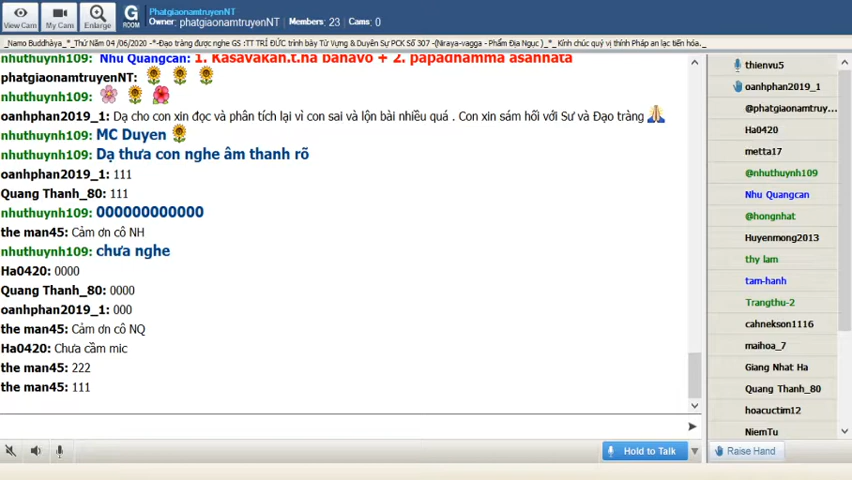 View Cam
My Cams
Enlarge
G
ROOM
PhatgiaonamtruyenNT
Owner: phatgiaonamtruyenNT | Members: 23 | Cams: 0
_Namo Buddhàya_*_Thứ Năm 04 /06/2020 -*-Đạo tràng được nghe GS :TT TRÍ ĐỨC trình bày Tứ Vựng & Duyên Sự PCK Số 307 -(Niraya-vagga - Phẩm Địa Ngục )_*_Kính chúc quý vị thính Pháp an lạc tiến hóa._
nhuthuynh109: Nhu Quangcan: 1. Kasavakan.t.ha bahavo + 2. papadhamma asannata
phatgiaonamtruyenNT:
nhuthuynh109:
oanhphan2019_1: Dạ cho con xin đọc và phân tích lại vì con sai và lộn bài nhiều quá . Con xin sám hối với Sư và Đạo tràng
nhuthuynh109: MC Duyen
nhuthuynh109: Dạ thưa con nghe âm thanh rõ
oanhphan2019_1: 111
Quang Thanh_80: 111
nhuthuynh109: 000000000000
the man45: Cảm ơn cô NH
nhuthuynh109: chưa nghe
Ha0420: 0000
Quang Thanh_80: 0000
oanhphan2019_1: 000
the man45: Cảm ơn cô NQ
Ha0420: Chưa cầm mic
the man45: 222
the man45: 111
Hold to Talk
thienvu5
oanhphan2019_1
@phatgiaonamtruy...
Ha0420
metta17
@nhuthuynh109
Nhu Quangcan
@hongnhat
Huyenmong2013
thy lam
tam-hanh
Trangthu-2
cahnekson1116
maihoa_7
Giang Nhat Ha
Quang Thanh_80
hoacuctim12
NiemTu
Raise Hand